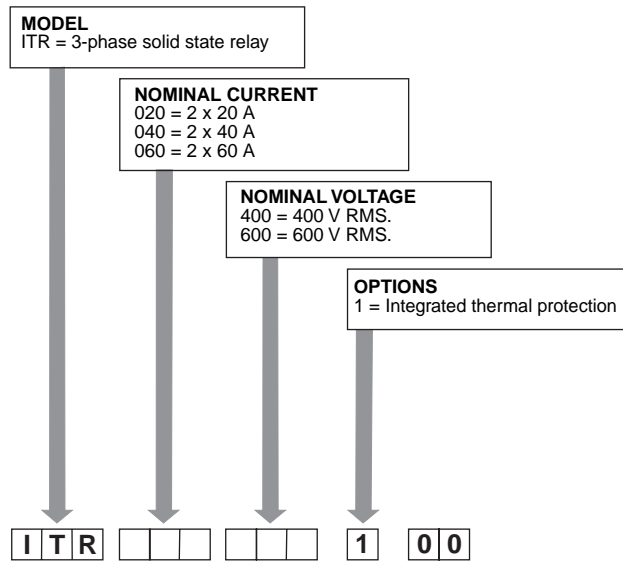 MODEL
ITR = 3-phase solid state relay
NOMINAL CURRENT
020 = 2 x 20 A
040 = 2 x 40 A
060 = 2 x 60 A
NOMINAL VOLTAGE
400 = 400 V RMS.
600 = 600 V RMS.
OPTIONS
1 = Integrated thermal protection
I T R 1 0 0